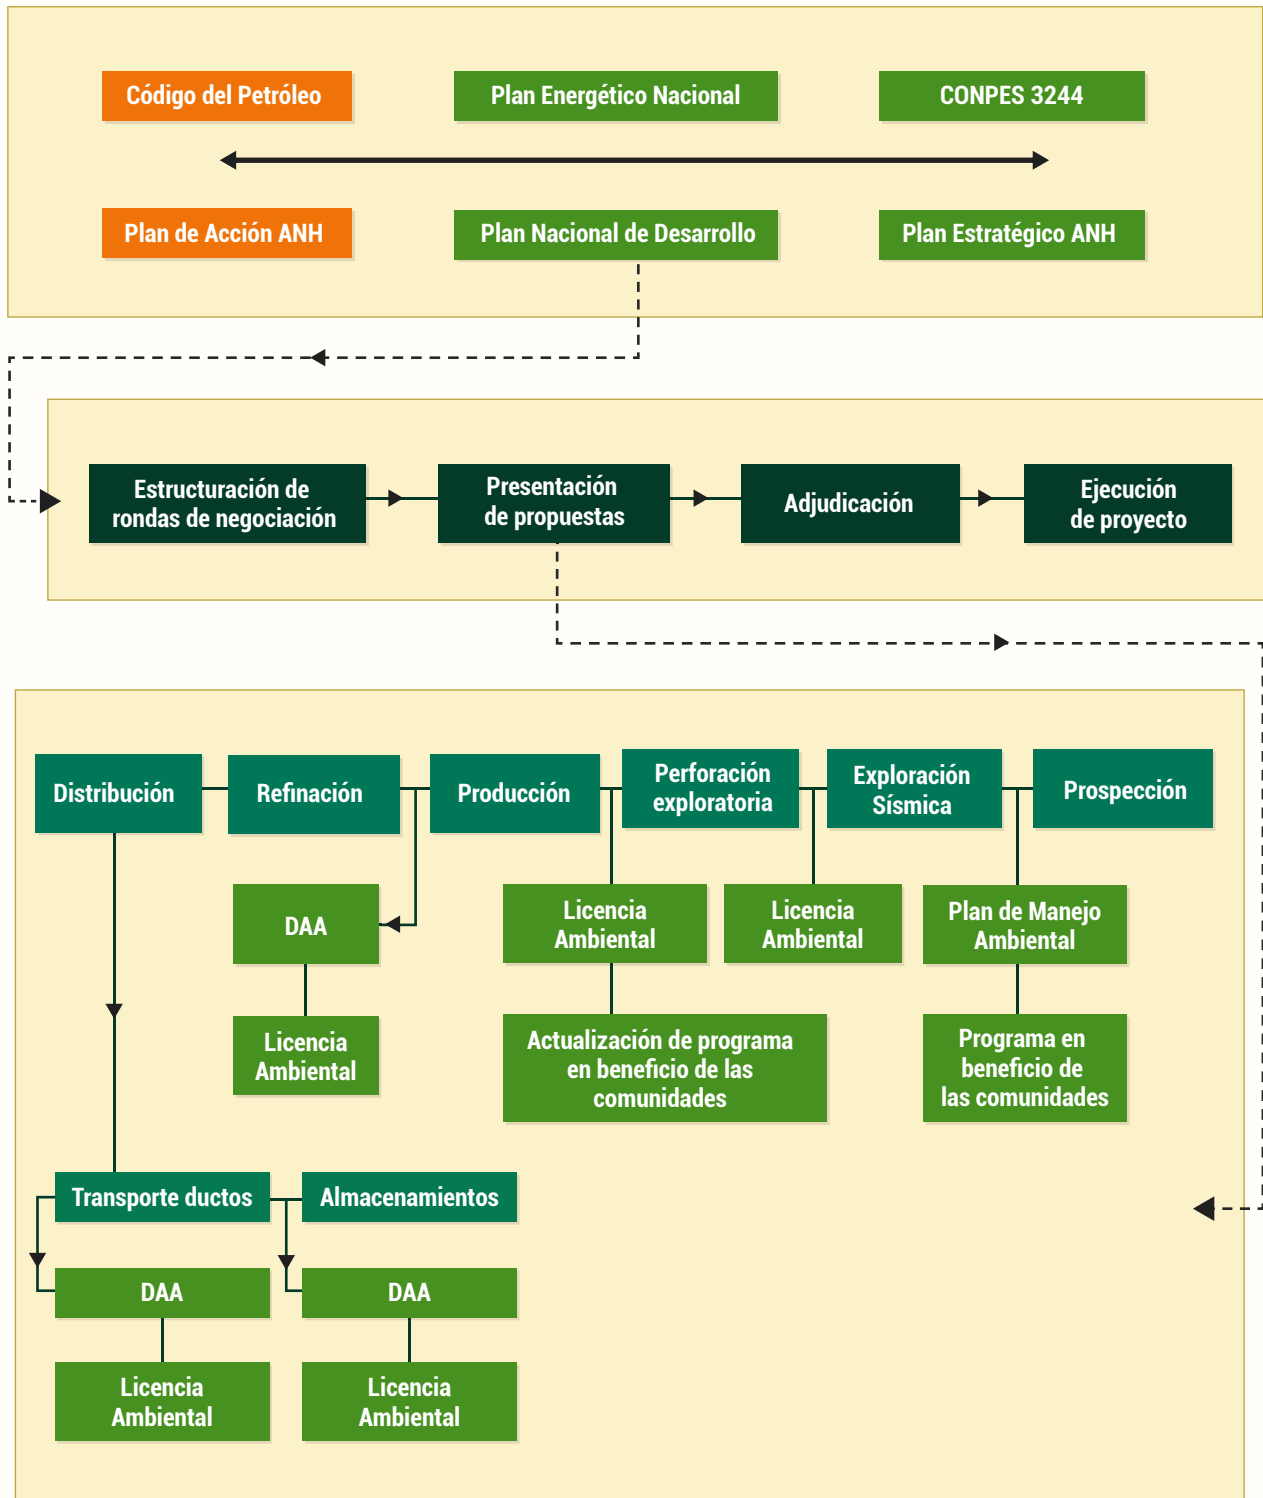 Código del Petróleo
Plan Energético Nacional
CONPES 3244
Plan de Acción ANH
Plan Nacional de Desarrollo
Plan Estratégico ANH
Estructuración de
rondas de negociación
Presentación
de propuestas
Adjudicación
Ejecución
de proyecto
Distribución
Refinación
Producción
Perforación
exploratoria
Exploración
Sísmica
Prospección
DAA
Licencia
Ambiental
Licencia
Ambiental
Plan de Manejo
Ambiental
Licencia
Ambiental
Actualización de programa
en beneficio de las
comunidades
Programa en
beneficio de
las comunidades
Transporte ductos
Almacenamientos
DAA
DAA
Licencia
Ambiental
Licencia
Ambiental